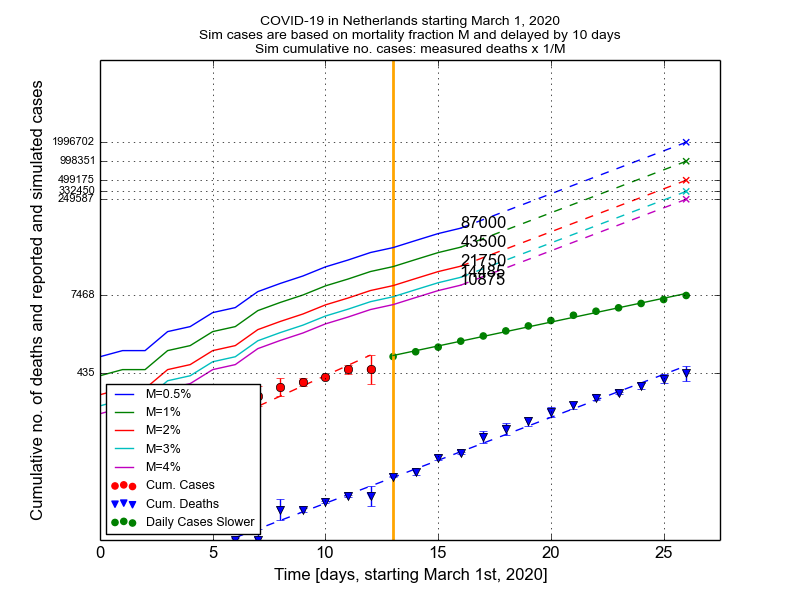 COVID-19 in Netherlands starting March 1, 2020
Sim cases are based on mortality fraction M and delayed by 10 days
Sim cumulative no. cases: measured deaths x 1/M
Cumulative no. of deaths and reported and simulated cases
1996702
998351
499175
332450
249587
7468
435
87000
43500
21750
14485
10875
M=0.5%
M=1%
M=2%
M=3%
M=4%
Cum. Cases
Cum. Deaths
Daily Cases Slower
0 5 10 15 20 25
Time [days, starting March 1st, 2020]